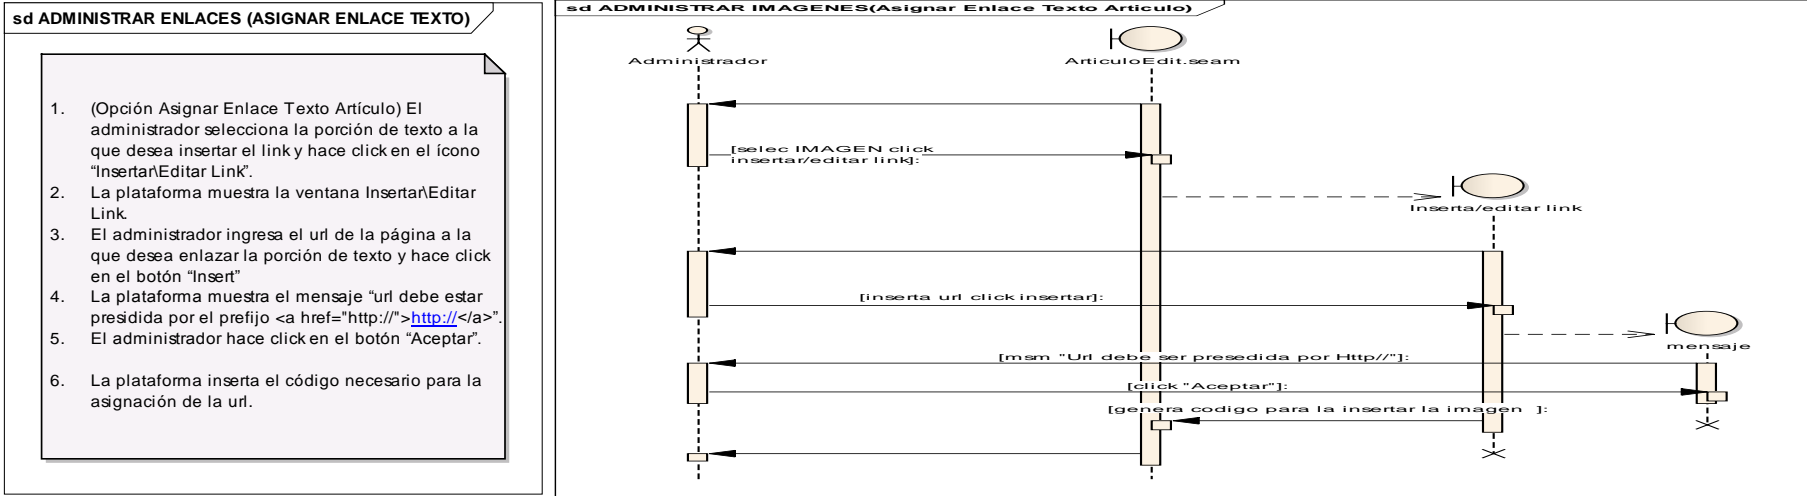 sd ADMINISTRAR ENLACES (ASIGNAR ENLACE TEXTO)
1. (Opción Asignar Enlace Texto Artículo) El
administrador selecciona la porción de texto a la
que desea insertar el link y hace click en el ícono
“Insertar\Editar Link”.
2. La plataforma muestra la ventana Insertar\Editar
Link.
3. El administrador ingresa el url de la página a la
que desea enlazar la porción de texto y hace click
en el botón “Insert”
4. La plataforma muestra el mensaje “url debe estar
presidida por el prefijo <a href="http://">http://</a>”.
5. El administrador hace click en el botón “Aceptar”.
6. La plataforma inserta el código necesario para la
asignación de la url.
sd ADMINISTRAR IMAGENES(Asignar Enlace Texto Articulo)
Administrador
ArticuloEdit.seam
[selec IMAGEN click
insertar/editar link]:
Inserta/editar link
[inserta url click insertar]:
mensaje
[msm "Url debe ser presedida por Http//"]:
[click "Aceptar"]:
[genera codigo para la insertar la imagen ]: